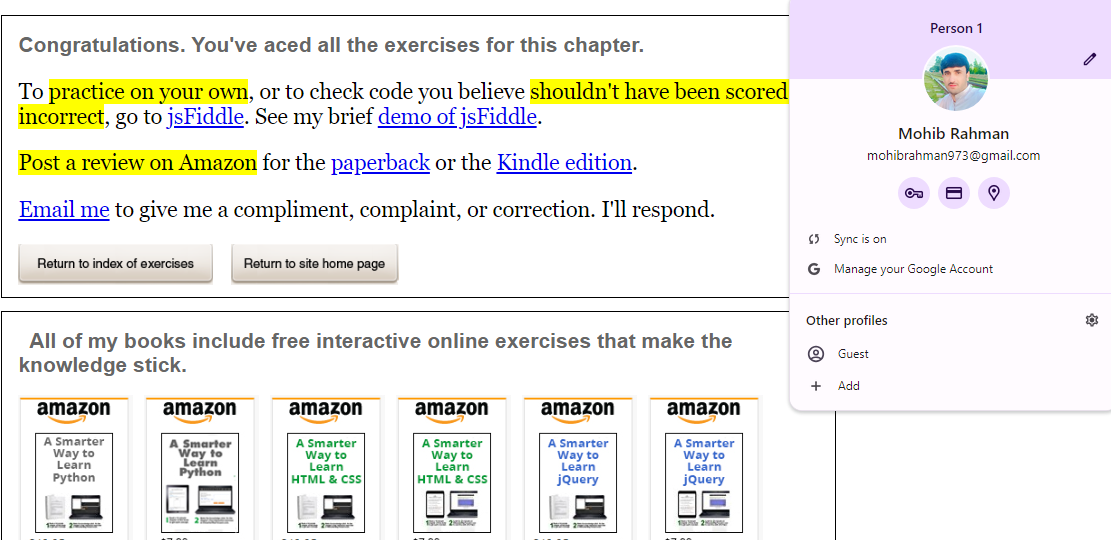 Congratulations. You've aced all the exercises for this chapter.
To practice on your own, or to check code you believe shouldn't have been scored
incorrect, go to jsFiddle. See my brief demo of jsFiddle.
Post a review on Amazon for the paperback or the Kindle edition.
Email me to give me a compliment, complaint, or correction. I'll respond.
Return to index of exercises
Return to site home page
Person 1
Mohib Rahman
mohibrahman973@gmail.com
Sync is on
Manage your Google Account
Other profiles
Guest
Add
All of my books include free interactive online exercises that make the
knowledge stick.
amazon
A Smarter
Way to
Learn
Python
amazon
A Smarter
Way to
Learn
Python
amazon
A Smarter
Way to
Learn
HTML & CSS
amazon
A Smarter
Way to
Learn
HTML & CSS
amazon
A Smarter
Way to
Learn
jQuery
amazon
A Smarter
Way to
Learn
jQuery